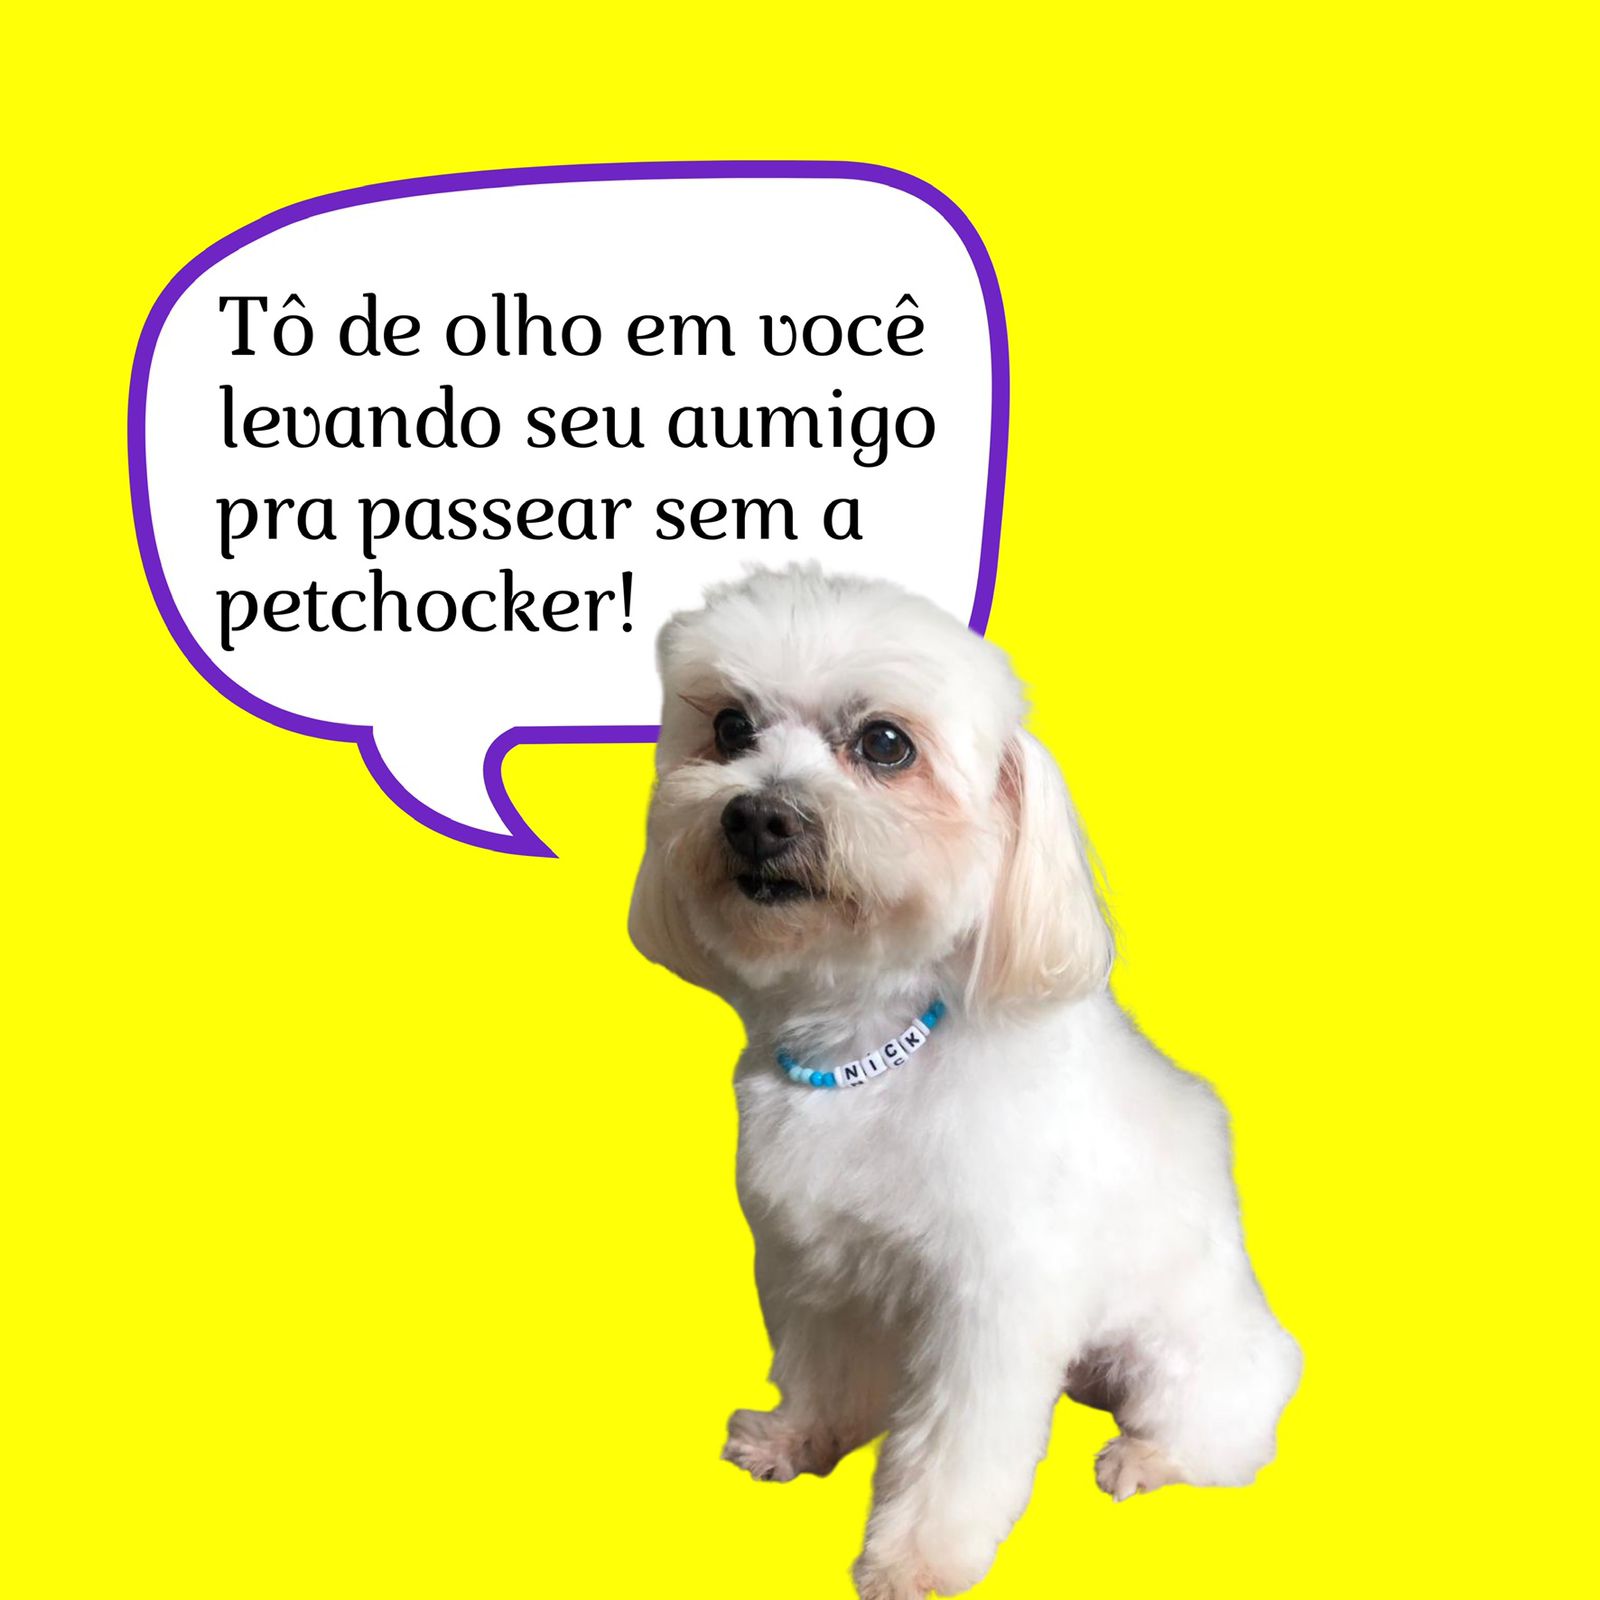 Tô de olho em você
levando seu aumigo
pra passear sem a
petchocker!
NiCK